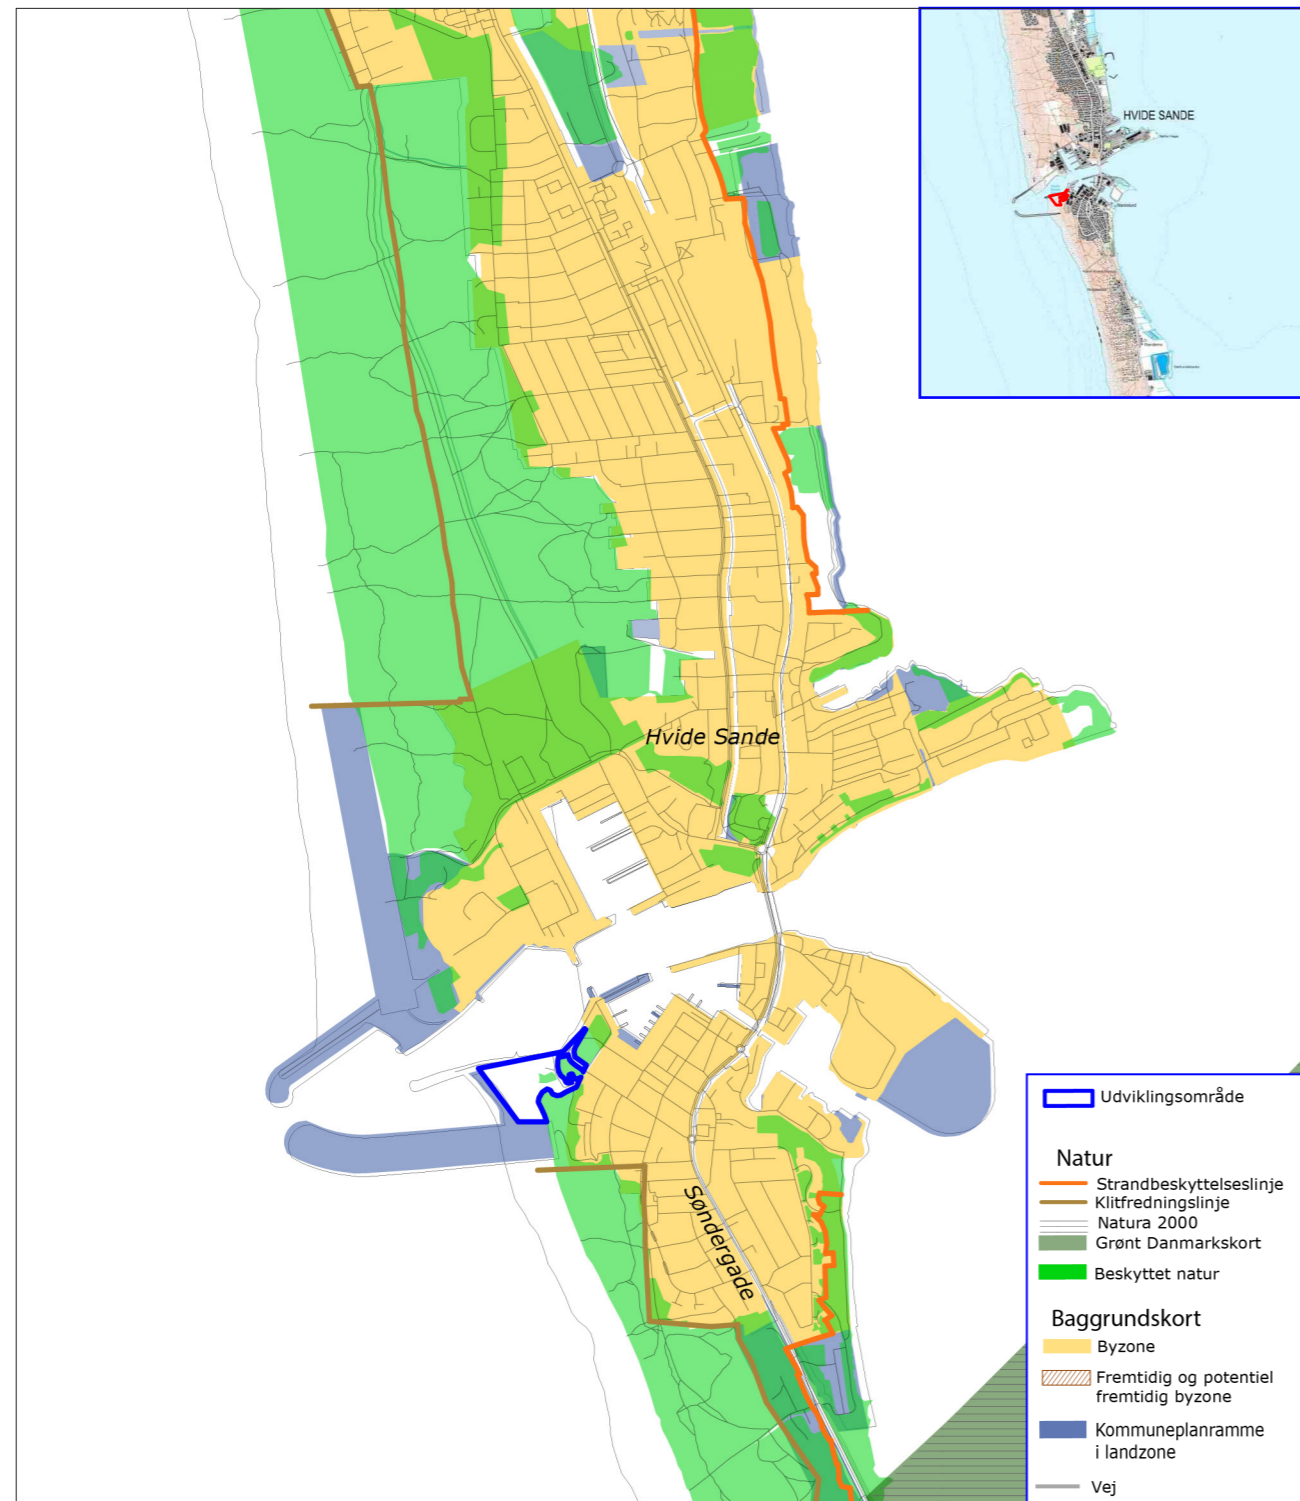 HVIDE SANDE
Hvide Sande
Søndergade
Udviklingsområde
Natur
Strandbeskyttelseslinje
Klitfredningslinje
Natura 2000
Grønt Danmarkskort
Beskyttet natur
Baggrundskort
Byzone
Fremtidig og potentiel
fremtidig byzone
Kommuneplanramme
i landzone
Vej